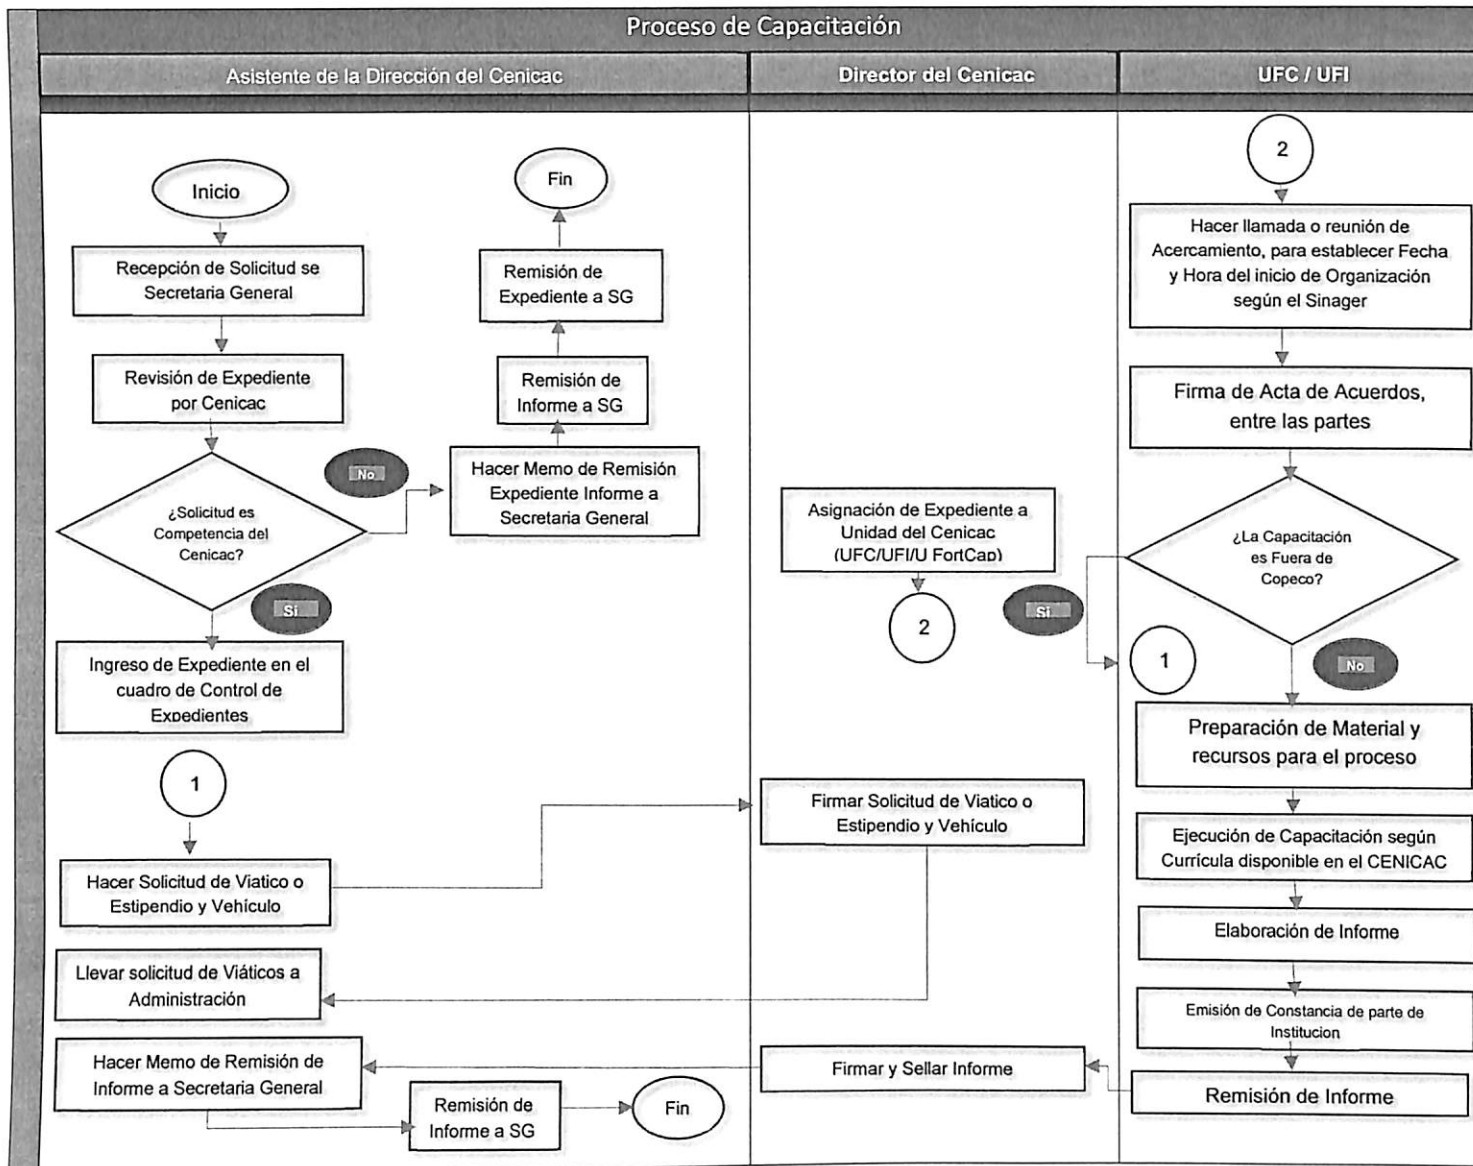 Proceso de Capacitación
Asistente de la Dirección del Cenicac
Director del Cenicac
UFC / UFI
Inicio
Recepción de Solicitud se
Secretaria General
Revisión de Expediente
por Cenicac
¿Solicitud es
Competencia del
Cenicac?
No
Si
Ingreso de Expediente en el
cuadro de Control de
Expedientes
1
Hacer Solicitud de Viatico o
Estipendio y Vehículo
Llevar solicitud de Viáticos a
Administración
Hacer Memo de Remisión de
Informe a Secretaria General
Remisión de
Informe a SG
Fin
Fin
Remisión de
Expediente a SG
Remisión de
Informe a SG
Hacer Memo de Remisión
Expediente Informe a
Secretaria General
Asignación de Expediente a
Unidad del Cenicac
(UFC/UFI/U FortCap)
2
Firmar Solicitud de Viatico o
Estipendio y Vehículo
Firmar y Sellar Informe
2
Hacer llamada o reunión de
Acercamiento, para establecer Fecha
y Hora del inicio de Organización
según el Sinager
Firma de Acta de Acuerdos,
entre las partes
¿La Capacitación
es Fuera de
Copeco?
Si
1
No
Preparación de Material y
recursos para el proceso
Ejecución de Capacitación según
Currícula disponible en el CENICAC
Elaboración de Informe
Emisión de Constancia de parte de
Institucion
Remisión de Informe